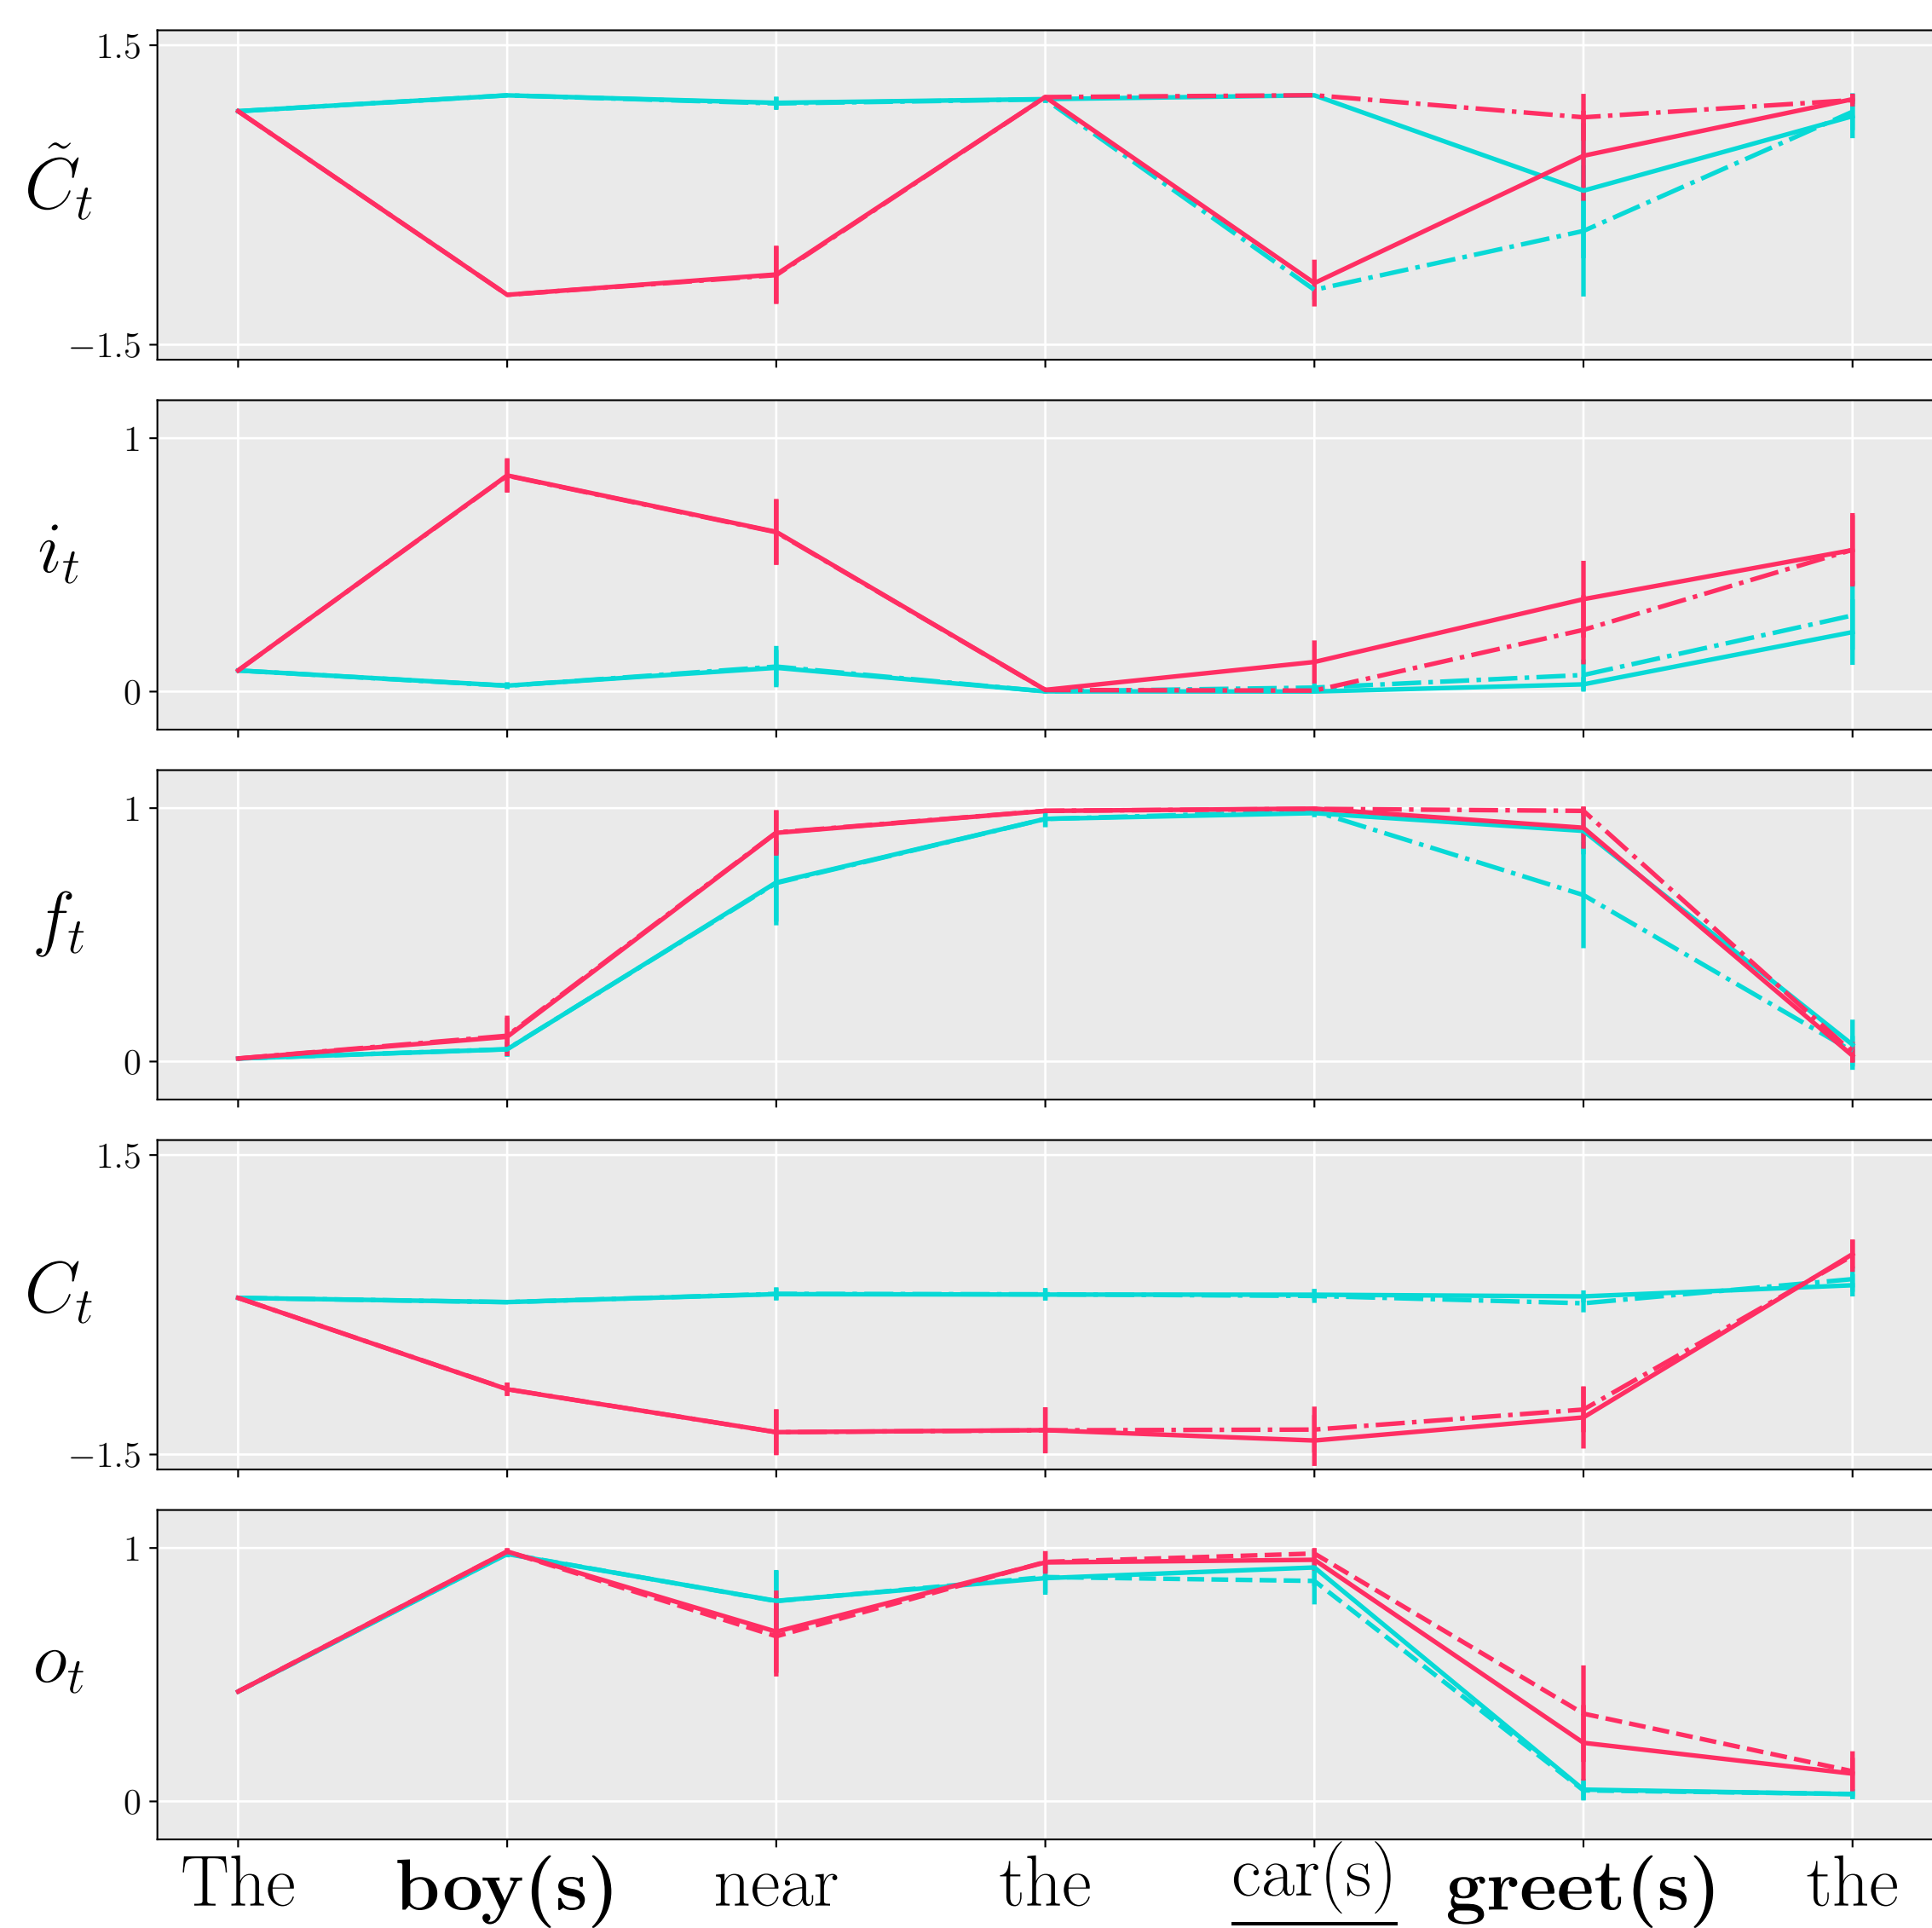 1.5
C̃t
−1.5
1
it
0
1
ft
0
1.5
Ct
−1.5
1
ot
0
The boy(s) near the car(s) greet(s) the